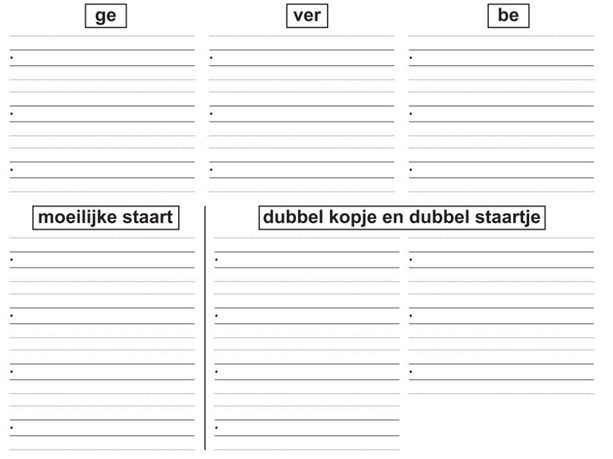 ge
ver
be
moeilijke staart
dubbel kopje en dubbel staartje